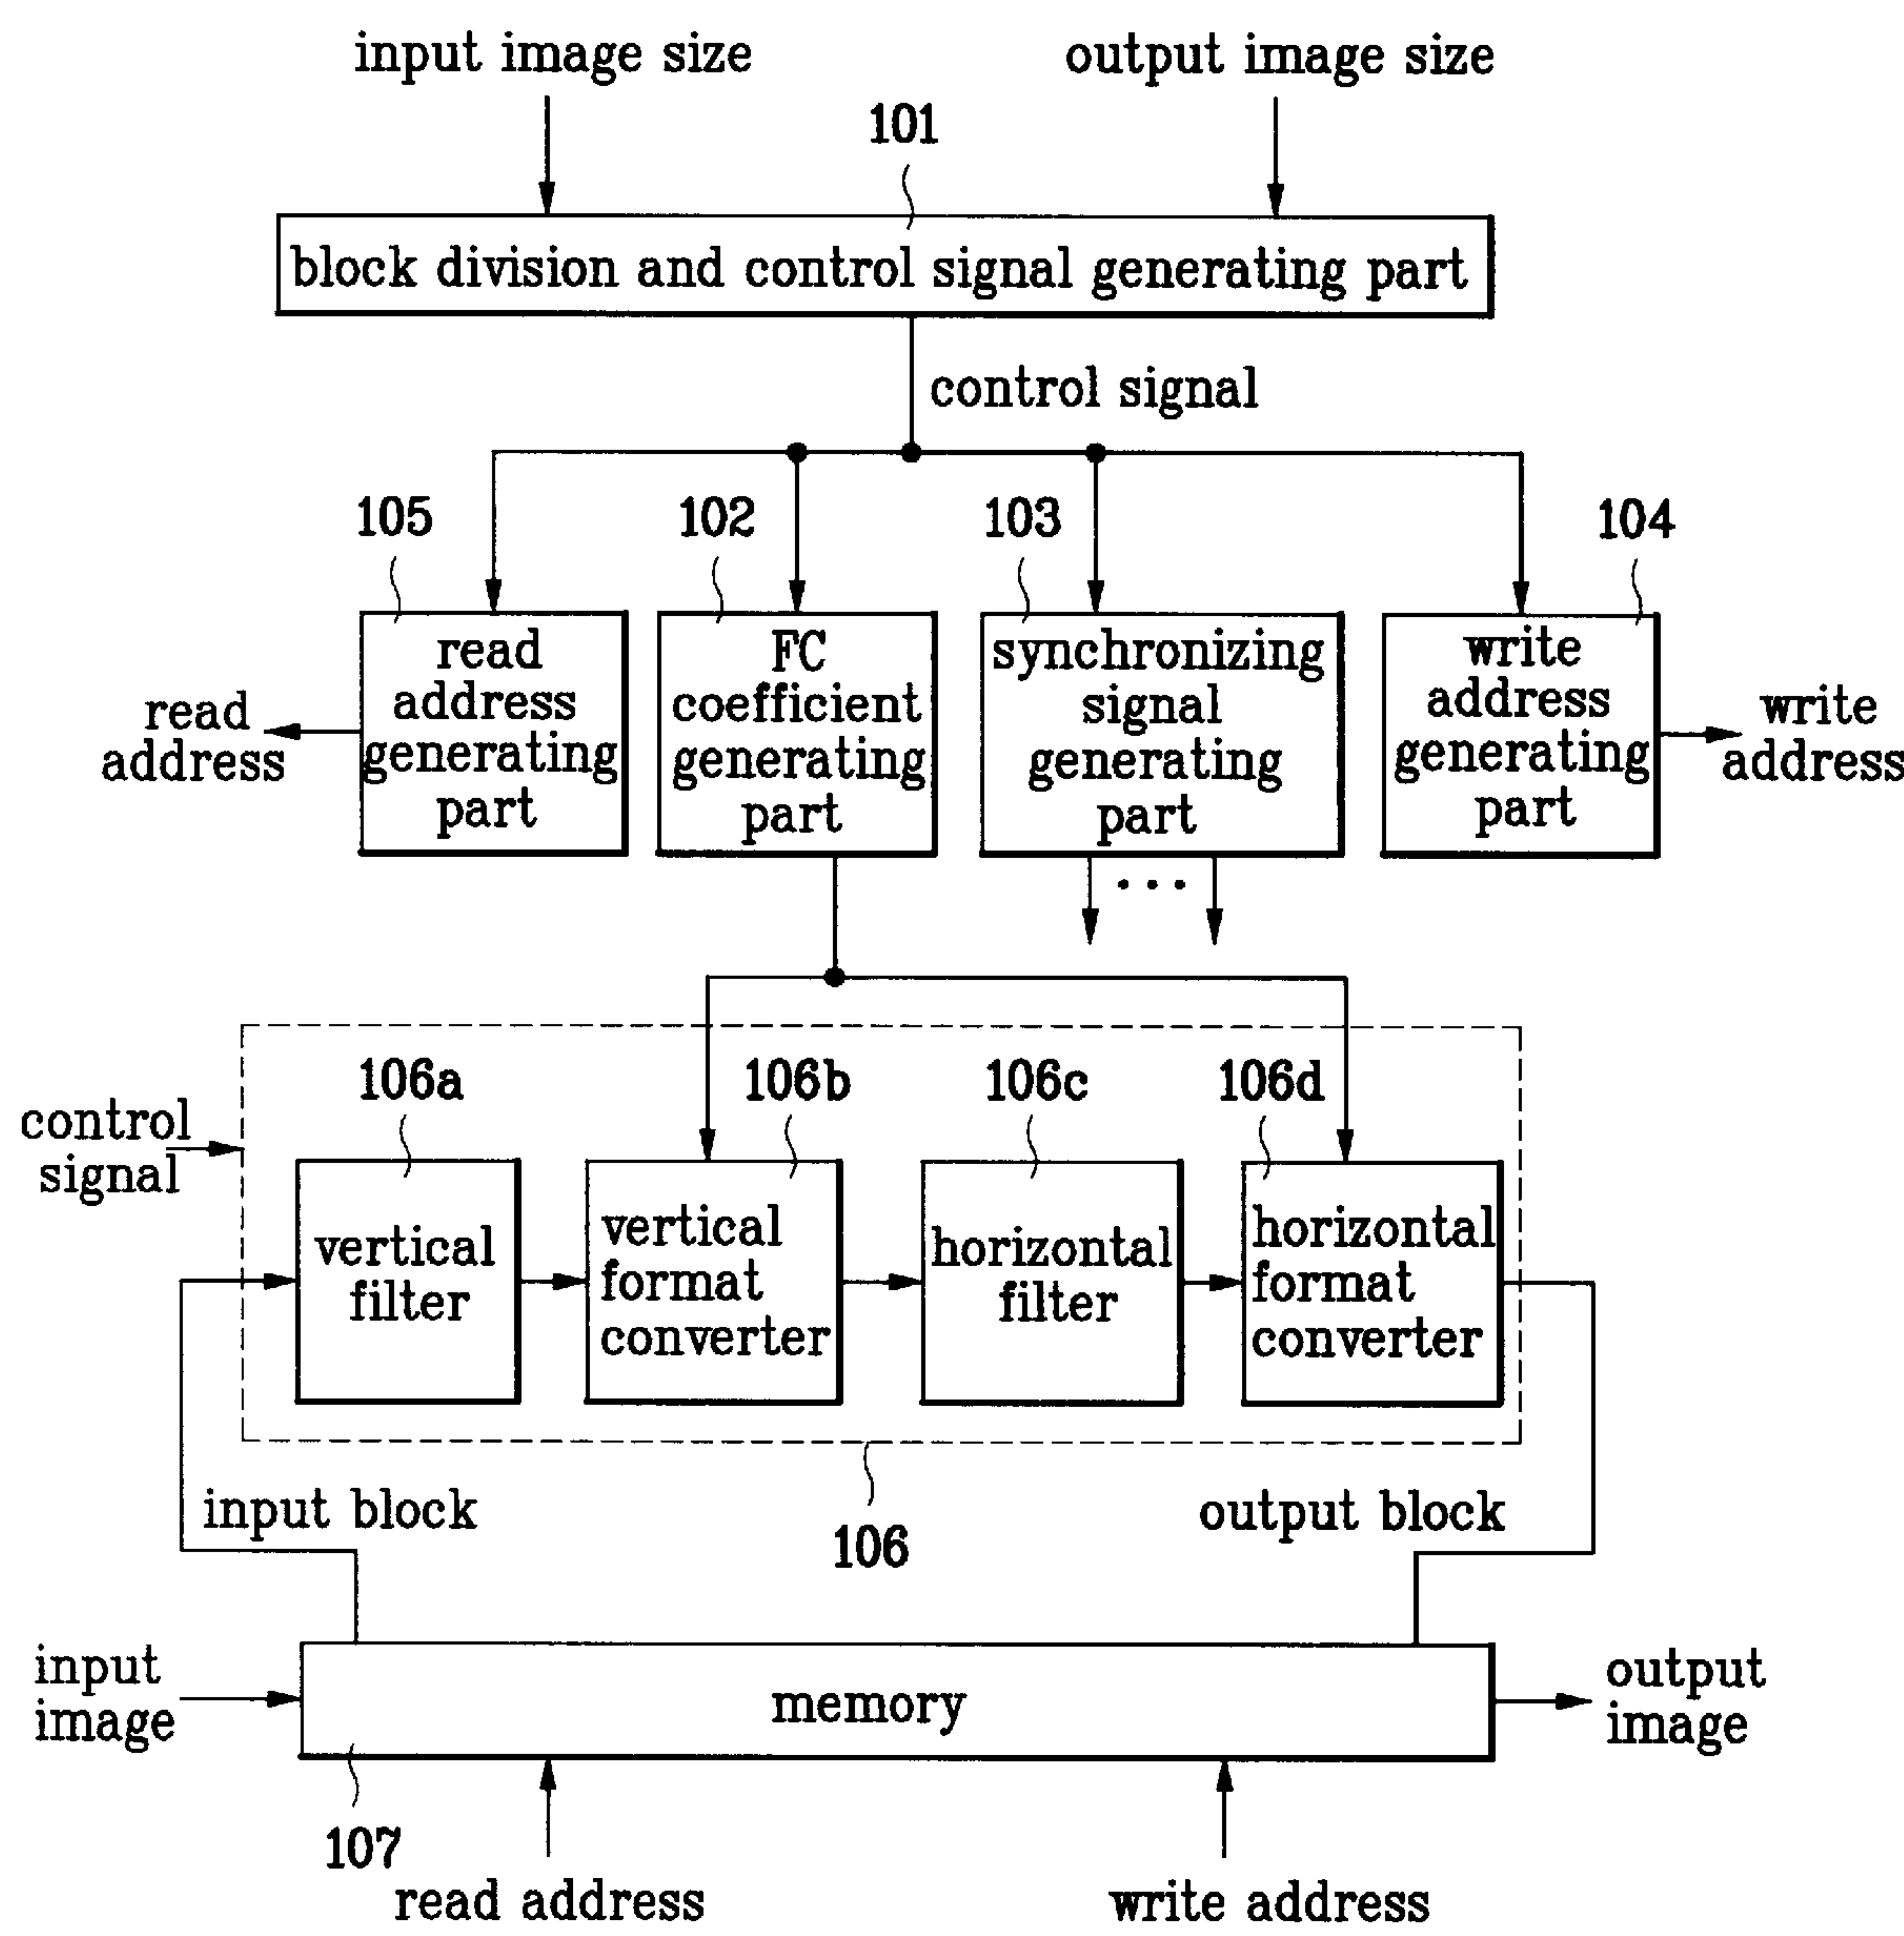 input image size
output image size
101
block division and control signal generating part
control signal
105
102
103
104
read
address
generating
part
FC
coefficient
generating
part
synchronizing
signal
generating
part
write
address
generating
part
read
address
write
address
...
106a
106b
106c
106d
control
signal
vertical
filter
vertical
format
converter
horizontal
filter
horizontal
format
converter
input block
106
output block
input
image
memory
output
image
107
read address
write address